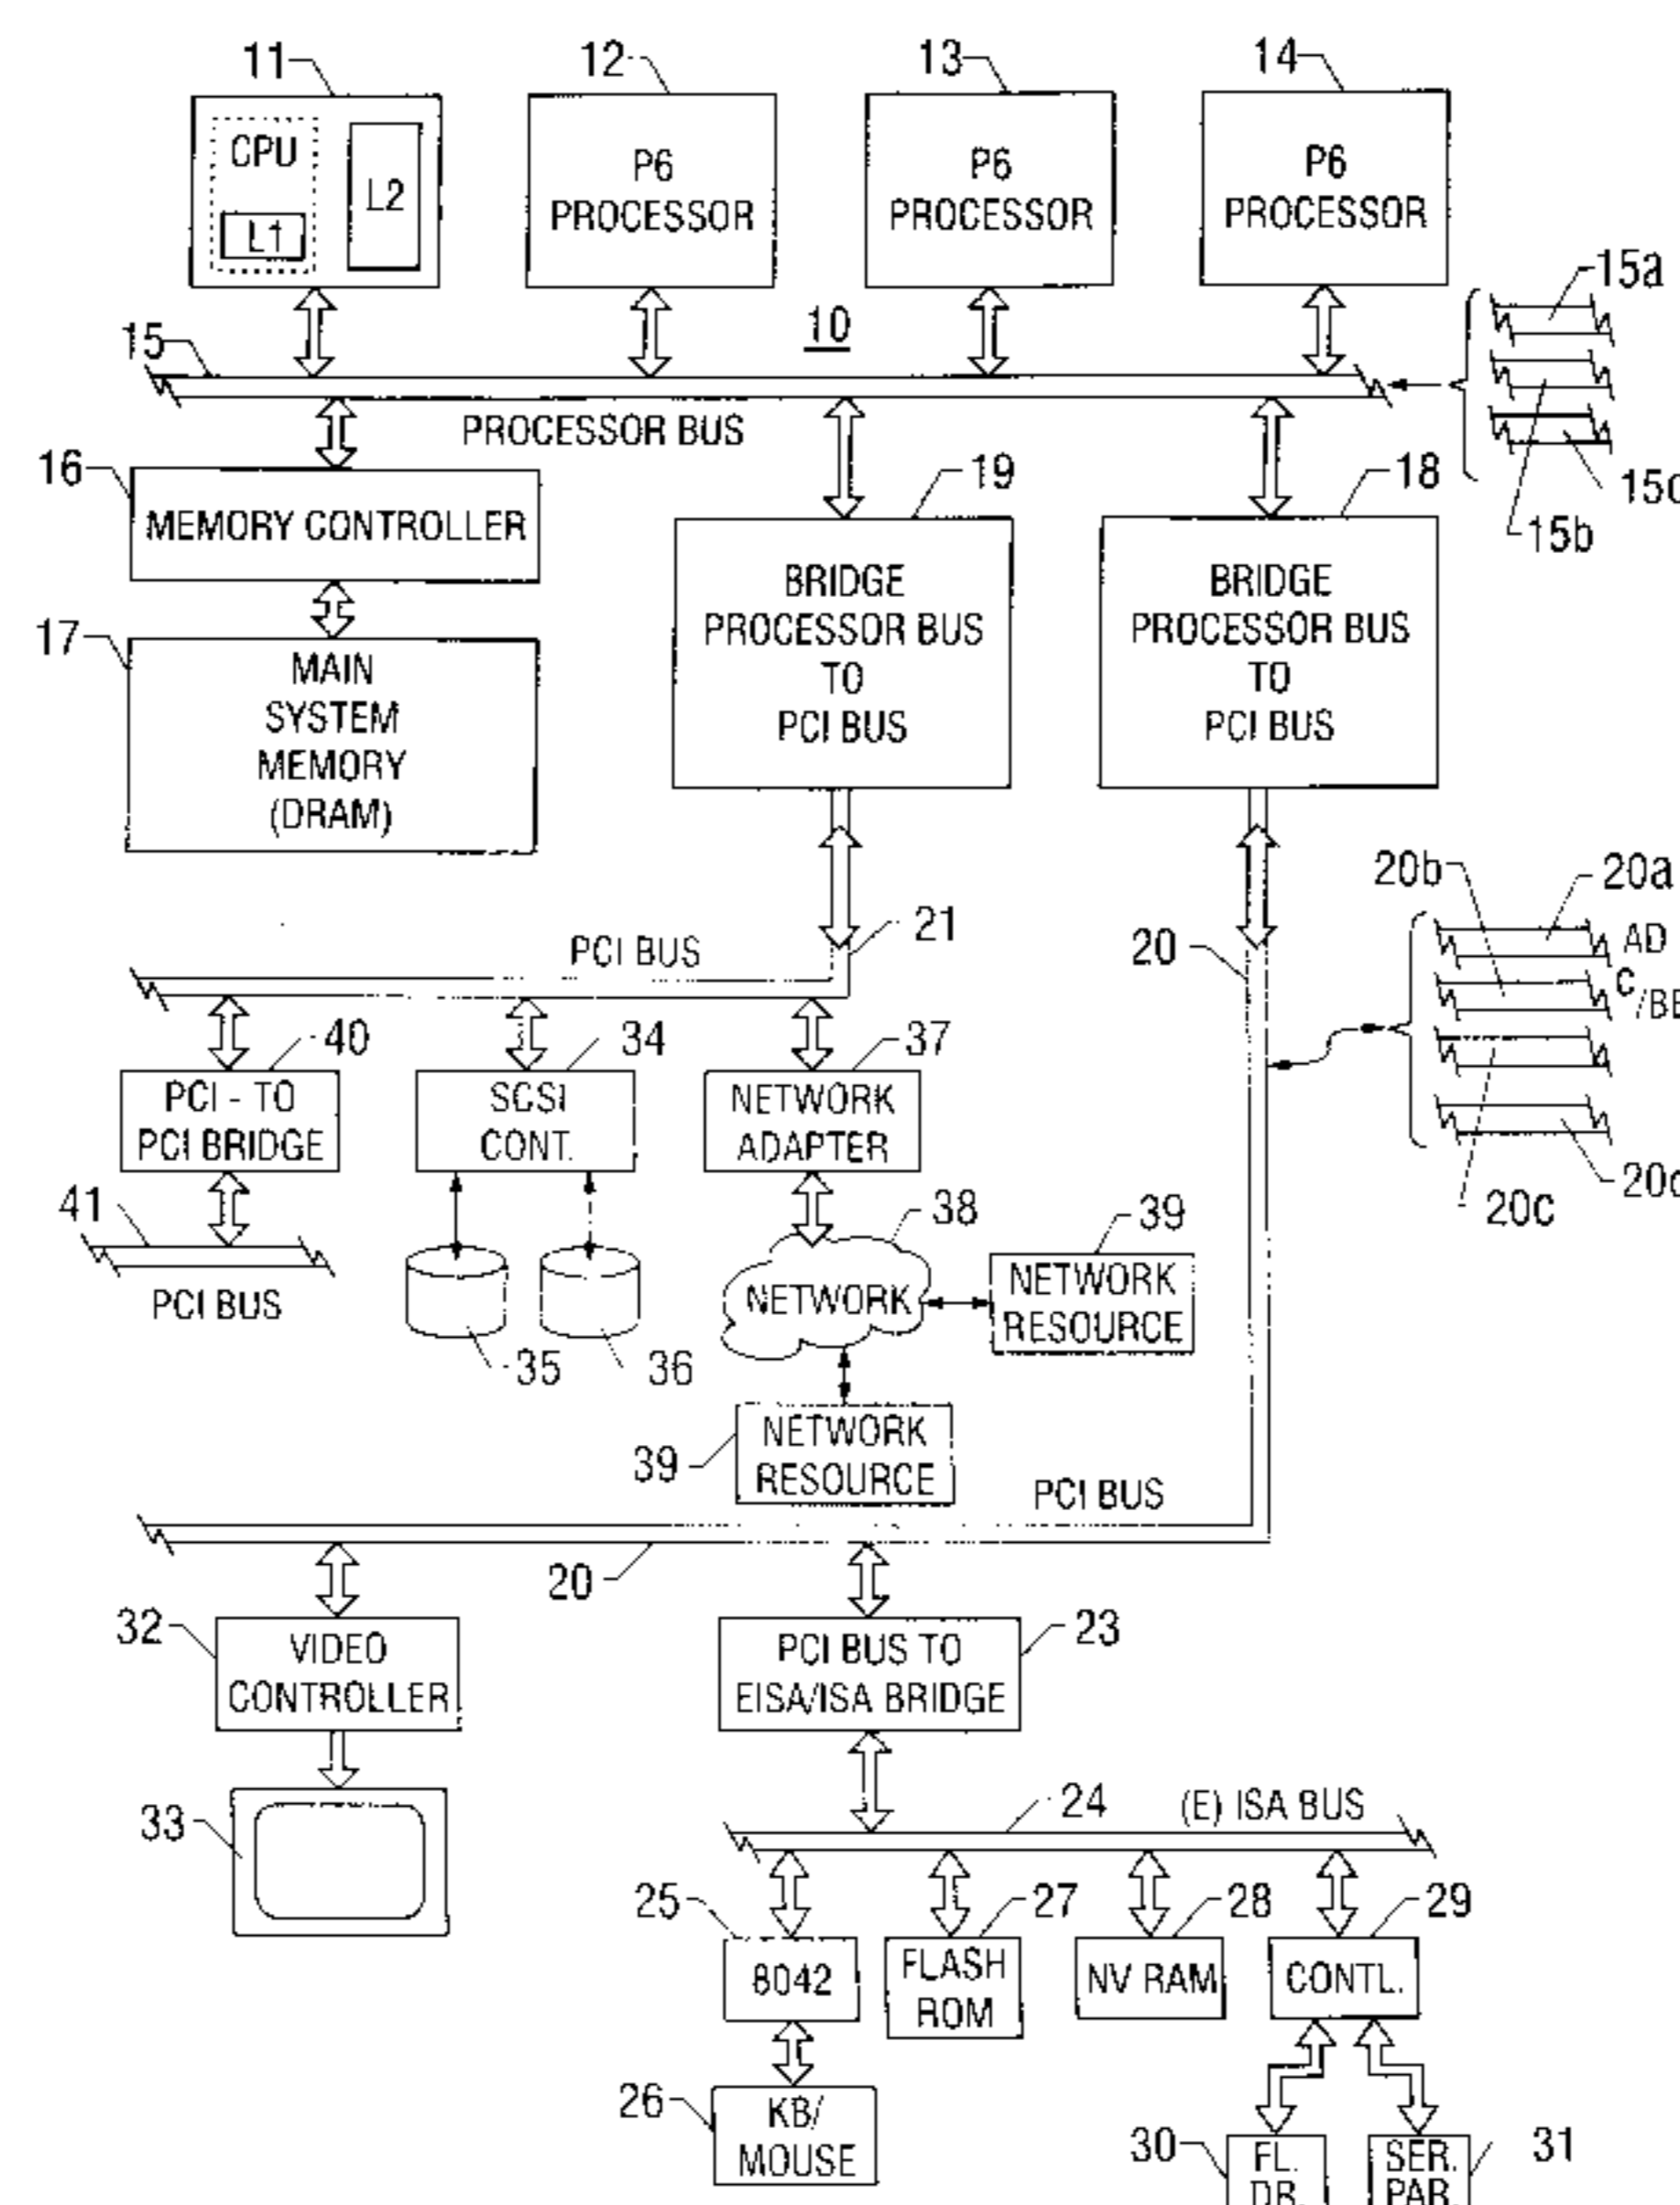 11
12
13
14
CPU
L1
L2
P6
PROCESSOR
P6
PROCESSOR
P6
PROCESSOR
15
10
PROCESSOR BUS
15a
15b
16
MEMORY CONTROLLER
17
MAIN
SYSTEM
MEMORY
(DRAM)
19
BRIDGE
PROCESSOR BUS
TO
PCI BUS
18
BRIDGE
PROCESSOR BUS
TO
PCI BUS
20b
20a
AD
20c
PCI BUS
21
20
40
PCI - TO
PCI BRIDGE
34
SCSI
CONT.
37
NETWORK
ADAPTER
41
PCI BUS
35
36
38
NETWORK
39
NETWORK
RESOURCE
39
NETWORK
RESOURCE
PCI BUS
20
32
VIDEO
CONTROLLER
23
PCI BUS TO
EISA/ISA BRIDGE
33
24
(E) ISA BUS
25
8042
27
FLASH
ROM
28
NV RAM
29
CONTL.
26
KB/
MOUSE
30
FL.
DR.
31
SER.
PAR.